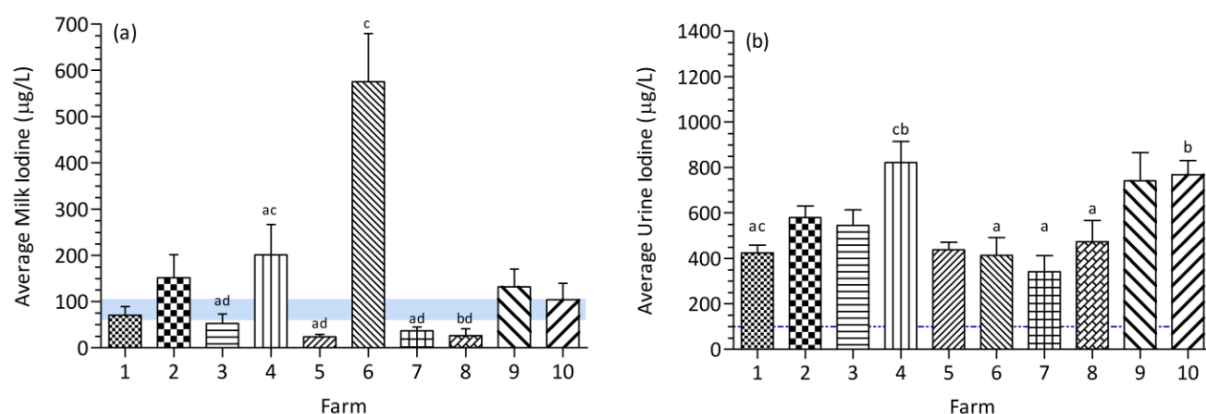 (a)
Average Milk Iodine (µg/L)
700
600
500
400
300
200
100
0
ad
ac
ad
c
ad
bd
1 2 3 4 5 6 7 8 9 10
Farm
(b)
Average Urine Iodine (µg/L)
1400
1200
1000
800
600
400
200
0
ac
cb
a
a
a
b
1 2 3 4 5 6 7 8 9 10
Farm